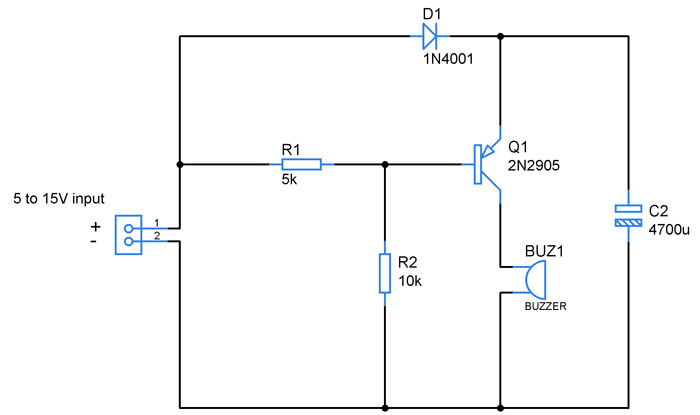 D1
1N4001
R1
5k
Q1
2N2905
5 to 15V input
+
-
1
2
C2
4700u
R2
10k
BUZ1
BUZZER